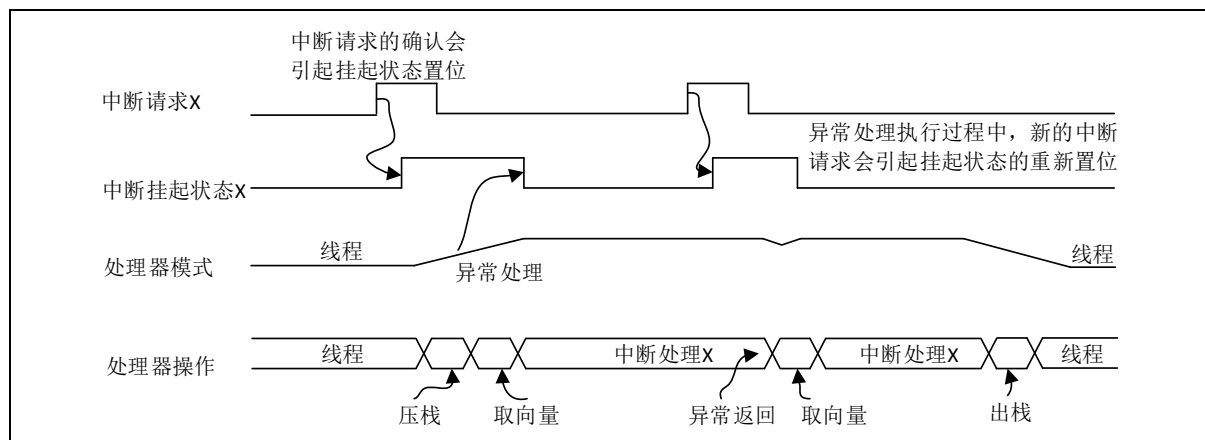 中断请求的确认会
引起挂起状态置位
中断请求X
异常处理执行过程中，新的中断
请求会引起挂起状态的重新置位
中断挂起状态X
处理器模式
线程
异常处理
线程
处理器操作
线程
中断处理X
中断处理X
线程
压栈
取向量
异常返回
取向量
出栈